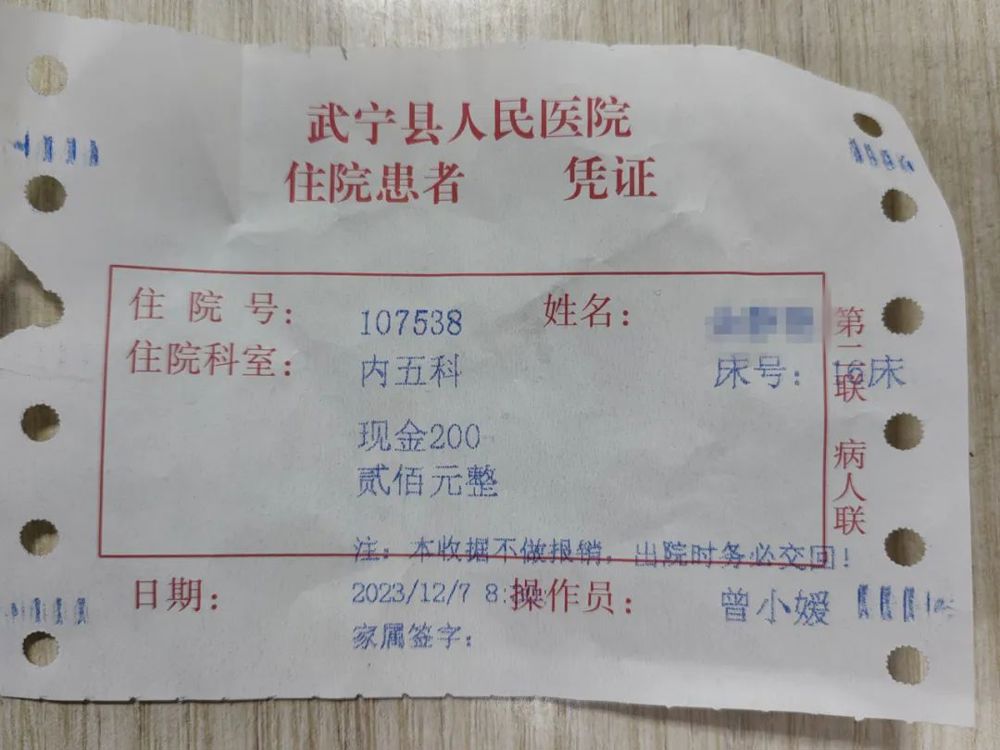 武宁县人民医院
住院患者 凭证
住院号： 107538 姓名：
住院科室： 内五科 床号： 16床
现金200
贰佰元整
注：本收据不做报销，出院时务必交回！
日期： 2023/12/7 8: 操作员： 曾小嫒
家属签字：
第二联 病人联